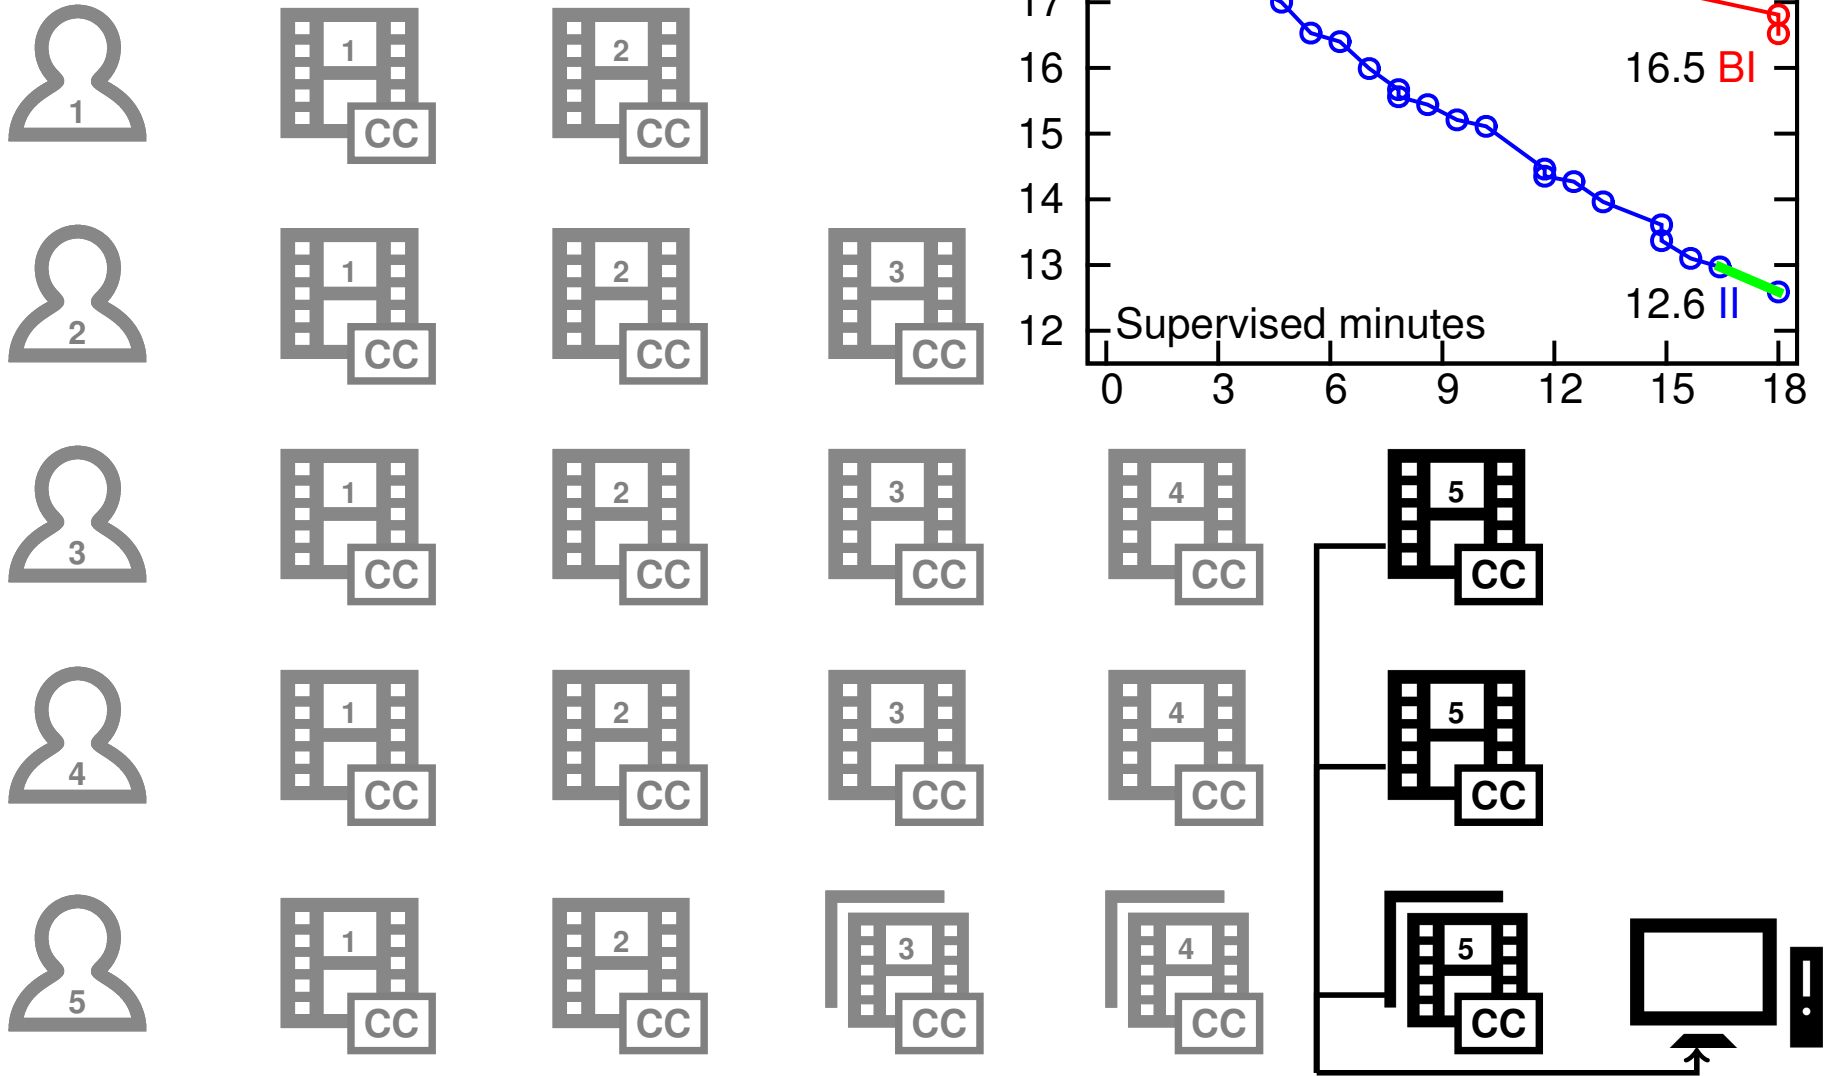 17
16.5 BI
16
15
14
13
12.6 II
12
Supervised minutes
0 3 6 9 12 15 18
1 1 CC 2 CC
2 1 CC 2 CC 3 CC
3 1 CC 2 CC 3 CC 4 CC 5 CC
4 1 CC 2 CC 3 CC 4 CC 5 CC
5 1 CC 2 CC 3 CC 4 CC 5 CC